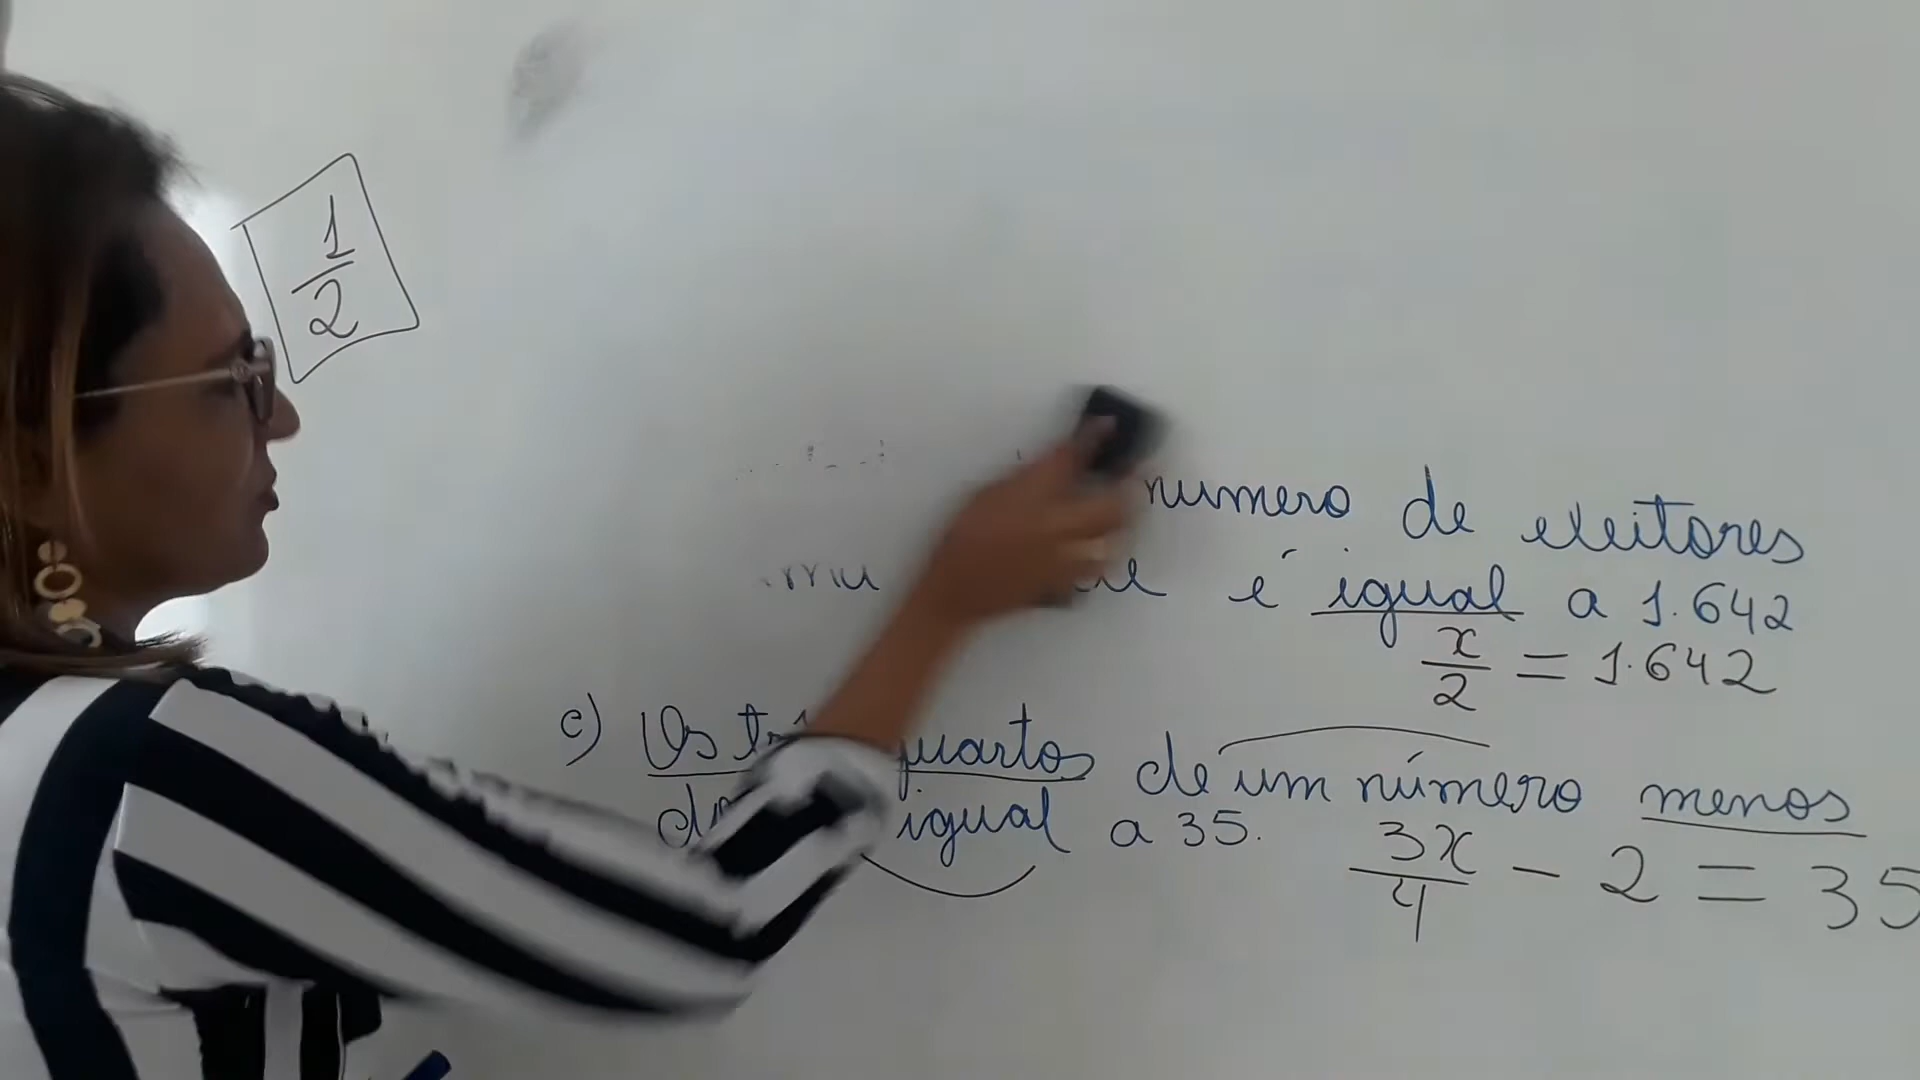 1
2
numero de eleitores
é igual a 1.642
x
2 = 1.642
c) Os quartos de um número menos
igual a 35.
3x
4 - 2 = 35